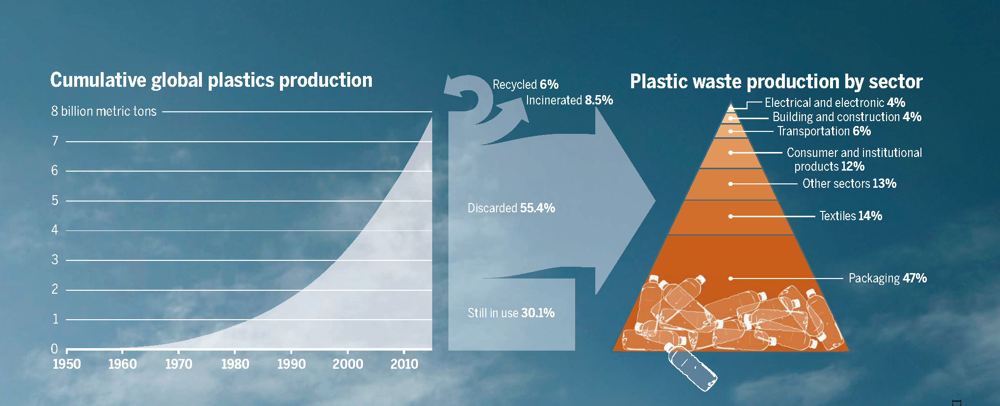 Cumulative global plastics production
8 billion metric tons
7
6
5
4
3
2
1
0
1950 1960 1970 1980 1990 2000 2010
Recycled 6%
Incinerated 8.5%
Discarded 55.4%
Still in use 30.1%
Plastic waste production by sector
Electrical and electronic 4%
Building and construction 4%
Transportation 6%
Consumer and institutional
products 12%
Other sectors 13%
Textiles 14%
Packaging 47%